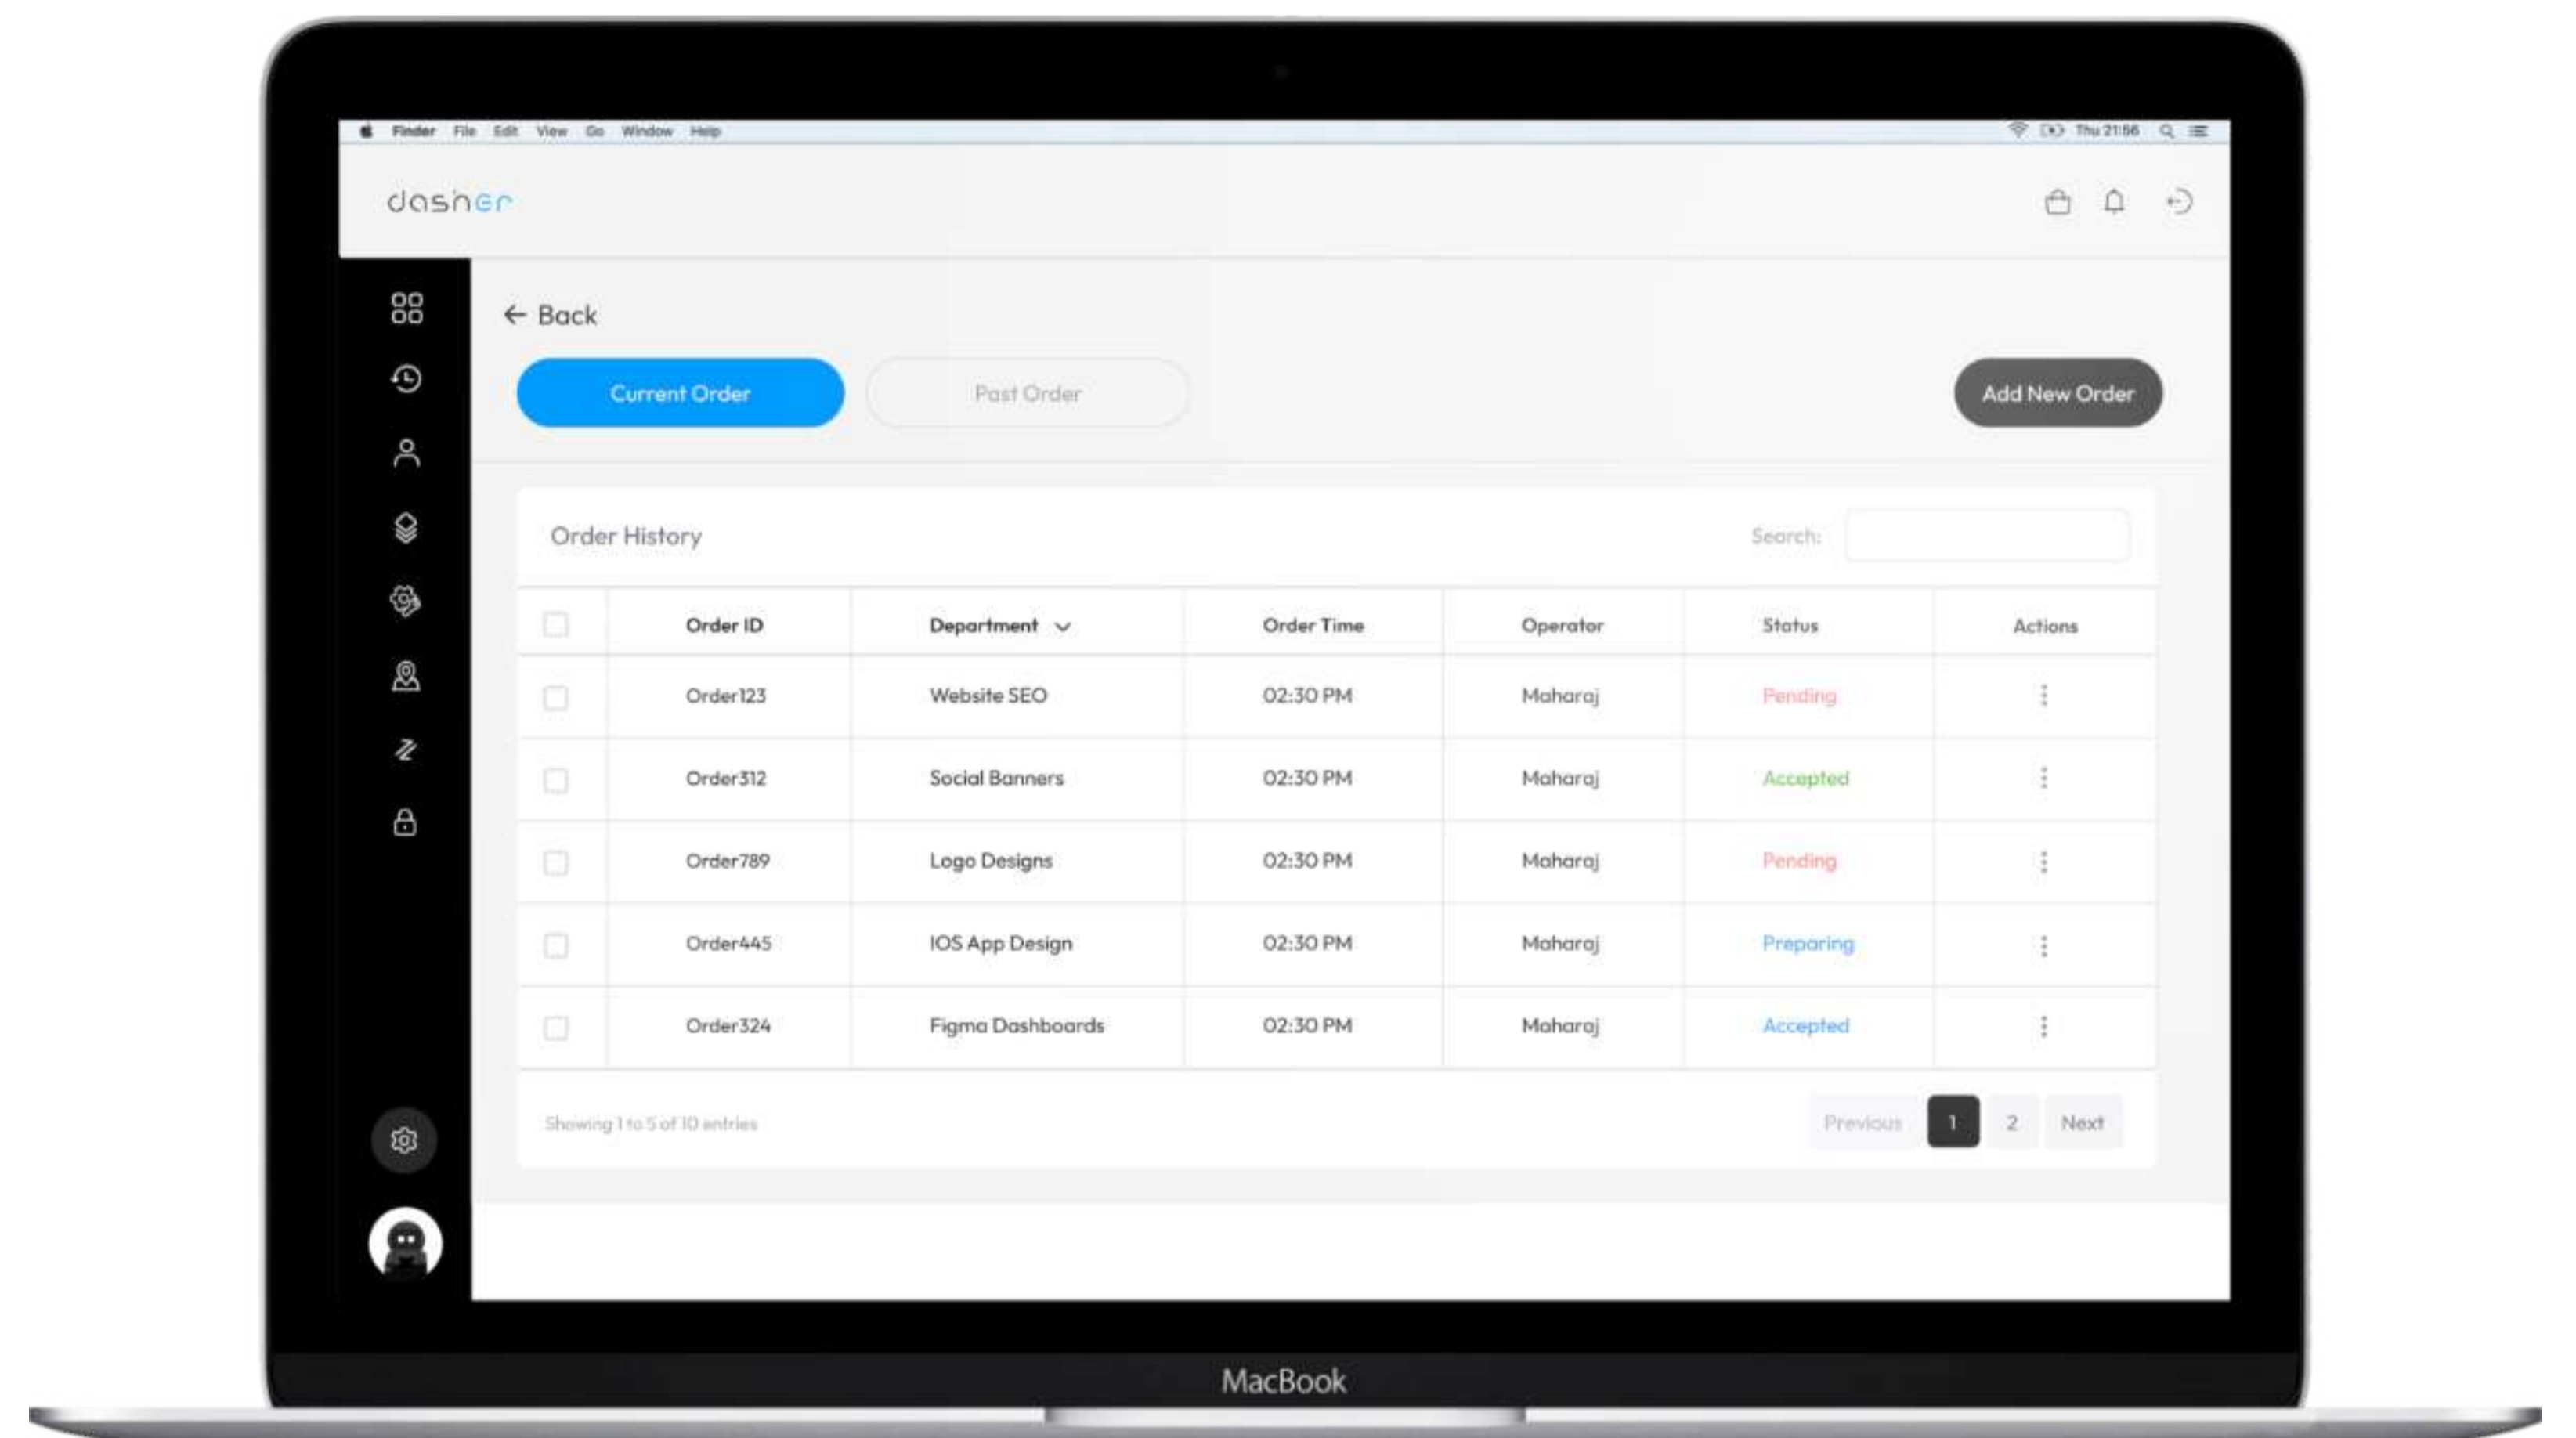 Finder File Edit View Go Window Help Thu 21:56
dasher
← Back
Current Order Past Order Add New Order
Order History Search:
Order ID Department Order Time Operator Status Actions
Order123 Website SEO 02:30 PM Maharaj Pending
Order312 Social Banners 02:30 PM Maharaj Accepted
Order789 Logo Designs 02:30 PM Maharaj Pending
Order445 IOS App Design 02:30 PM Maharaj Preparing
Order324 Figma Dashboards 02:30 PM Maharaj Accepted
Showing 1 to 5 of 10 entries Previous 1 2 Next
MacBook